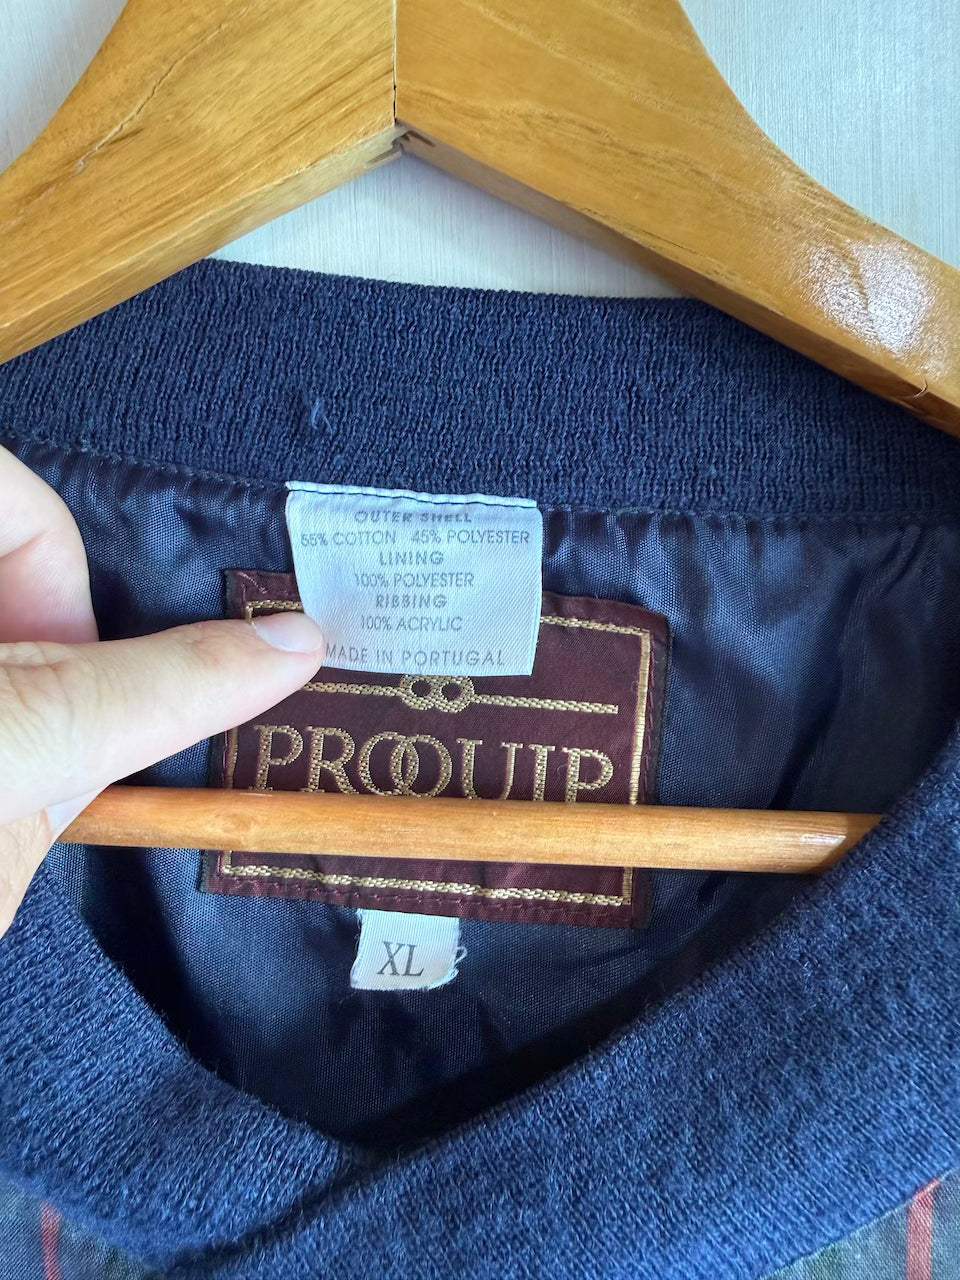 OUTER SHELL
55% COTTON 45% POLYESTER
LINING
100% POLYESTER
RIBBING
100% ACRYLIC
MADE IN PORTUGAL
PROQUIP
XL